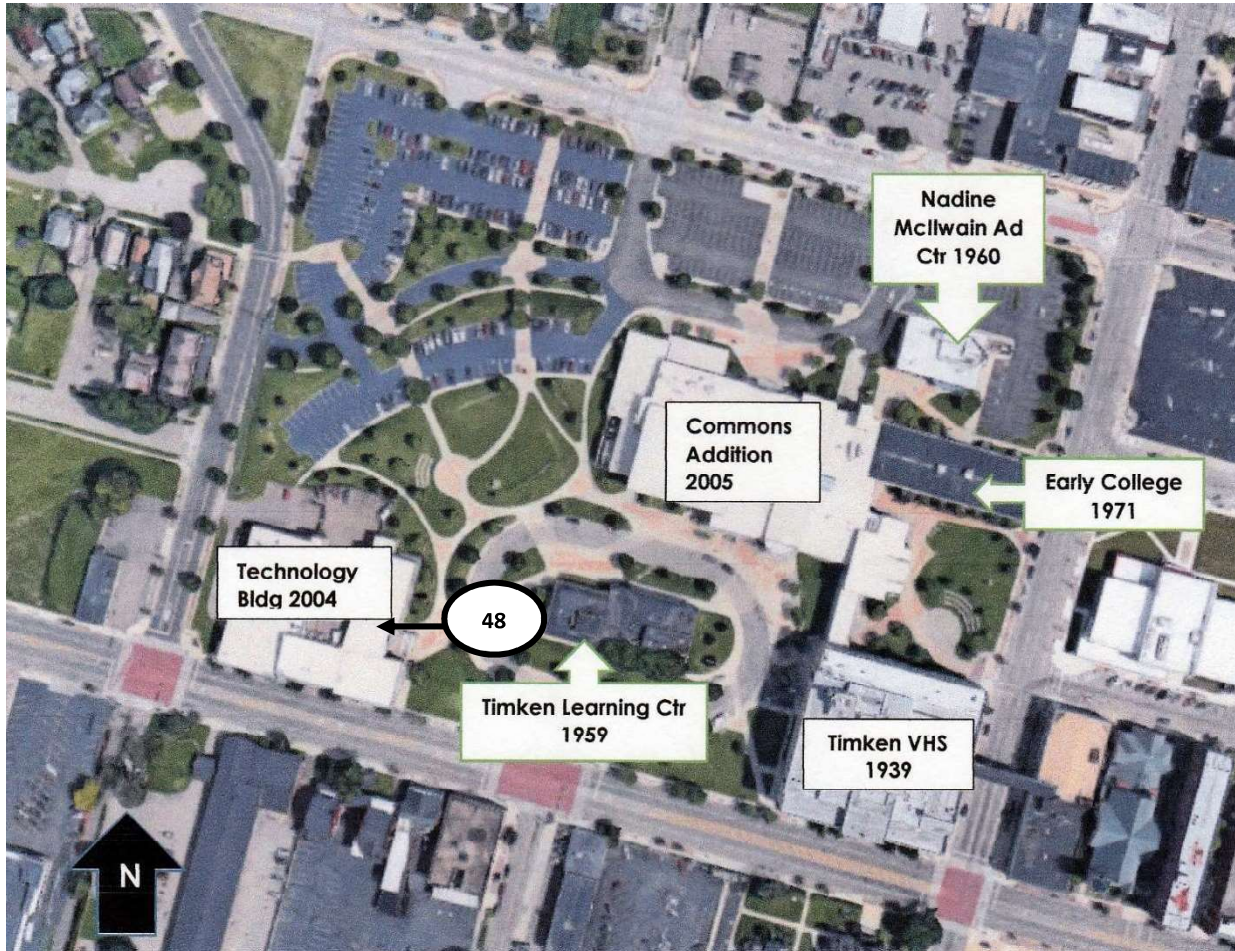 Nadine
McIlwain Ad
Ctr 1960
Commons
Addition
2005
Early College
1971
Technology
Bldg 2004
48
Timken Learning Ctr
1959
Timken VHS
1939
N